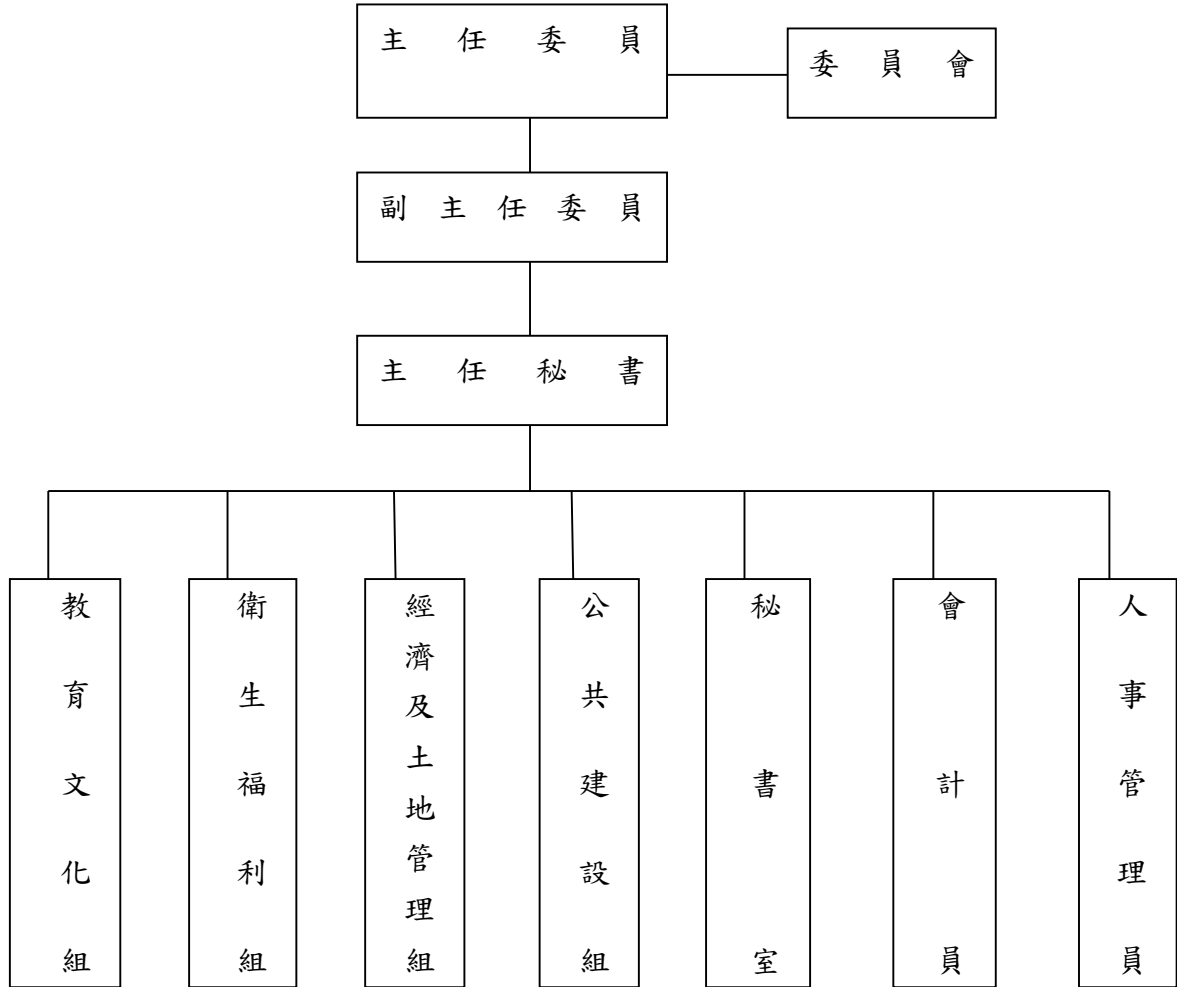 主任委員
委員會
副主任委員
主任秘書
教育文化組
衛生福利組
經濟及土地管理組
公共建設組
秘書室
會計員
人事管理員